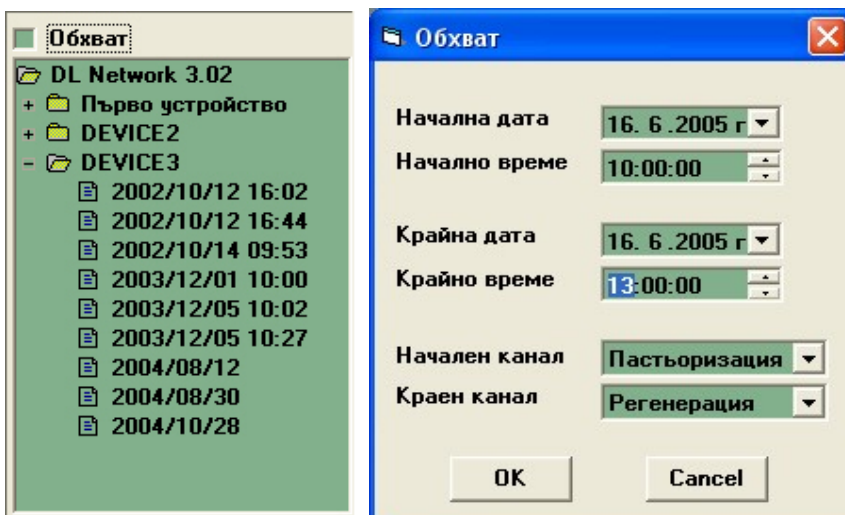 Обхват
DL Network 3.02
+ Първо устройство
+ DEVICE2
- DEVICE3
2002/10/12 16:02
2002/10/12 16:44
2002/10/14 09:53
2003/12/01 10:00
2003/12/05 10:02
2003/12/05 10:27
2004/08/12
2004/08/30
2004/10/28
Обхват
Начална дата 16. 6 .2005 г
Начално време 10:00:00
Крайна дата 16. 6 .2005 г
Крайно време 13:00:00
Начален канал Пастьоризация
Краен канал Регенерация
OK Cancel